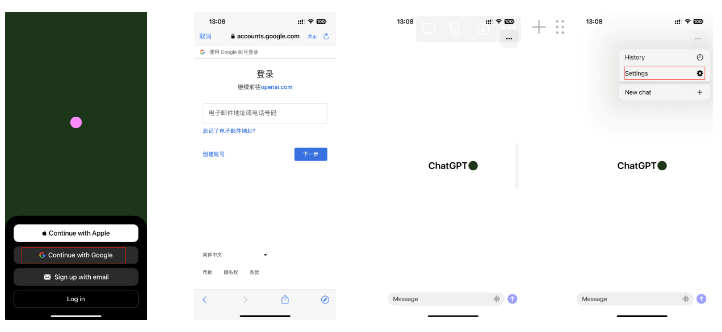 Continue with Apple
Continue with Google
Sign up with email
Log in
13:06
取消
accounts.google.com
大小
G 使用 Google 账号登录
登录
继续前往openai.com
电子邮件地址或电话号码
忘记了电子邮件地址?
创建账号
下一步
简体中文
帮助
隐私权
条款
13:08
ChatGPT
Message
13:08
History
Settings
New chat
ChatGPT
Message